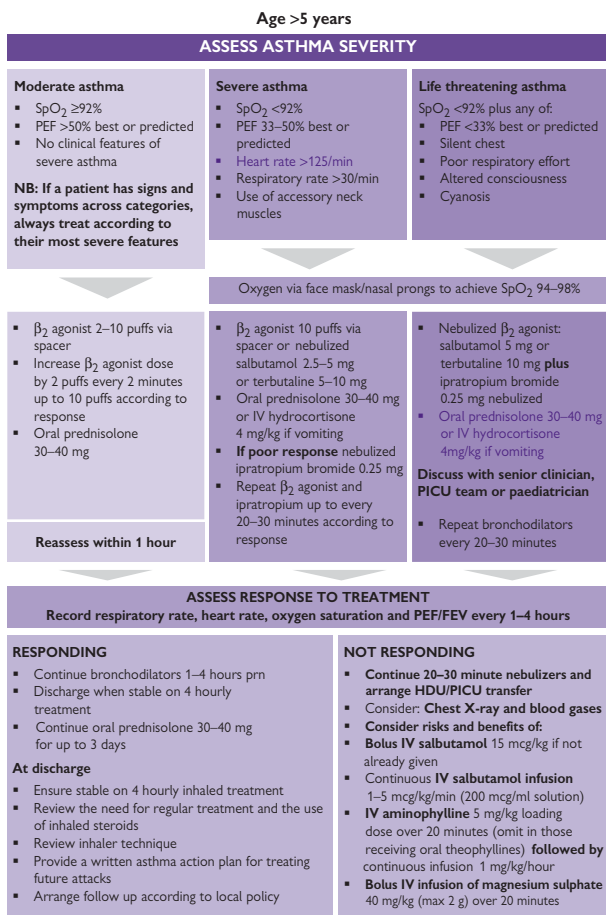 Age >5 years
ASSESS ASTHMA SEVERITY
Moderate asthma
▪ SpO₂ ≥92%
▪ PEF >50% best or predicted
▪ No clinical features of
severe asthma
NB: If a patient has signs and
symptoms across categories,
always treat according to
their most severe features
Severe asthma
▪ SpO₂ <92%
▪ PEF 33–50% best or
predicted
▪ Heart rate >125/min
▪ Respiratory rate >30/min
▪ Use of accessory neck
muscles
Life threatening asthma
SpO₂ <92% plus any of:
▪ PEF <33% best or predicted
▪ Silent chest
▪ Poor respiratory effort
▪ Altered consciousness
▪ Cyanosis
Oxygen via face mask/nasal prongs to achieve SpO₂ 94–98%
▪ β₂ agonist 2–10 puffs via
spacer
▪ Increase β₂ agonist dose
by 2 puffs every 2 minutes
up to 10 puffs according to
response
▪ Oral prednisolone
30–40 mg
Reassess within 1 hour
▪ β₂ agonist 10 puffs via
spacer or nebulized
salbutamol 2.5–5 mg
or terbutaline 5–10 mg
▪ Oral prednisolone 30–40 mg
or IV hydrocortisone
4 mg/kg if vomiting
▪ If poor response nebulized
ipratropium bromide 0.25 mg
▪ Repeat β₂ agonist and
ipratropium up to every
20–30 minutes according to
response
▪ Nebulized β₂ agonist:
salbutamol 5 mg or
terbutaline 10 mg plus
ipratropium bromide
0.25 mg nebulized
▪ Oral prednisolone 30–40 mg
or IV hydrocortisone
4mg/kg if vomiting
Discuss with senior clinician,
PICU team or paediatrician
▪ Repeat bronchodilators
every 20–30 minutes
ASSESS RESPONSE TO TREATMENT
Record respiratory rate, heart rate, oxygen saturation and PEF/FEV every 1–4 hours
RESPONDING
▪ Continue bronchodilators 1–4 hours prn
▪ Discharge when stable on 4 hourly
treatment
▪ Continue oral prednisolone 30–40 mg
for up to 3 days
At discharge
▪ Ensure stable on 4 hourly inhaled treatment
▪ Review the need for regular treatment and the use
of inhaled steroids
▪ Review inhaler technique
▪ Provide a written asthma action plan for treating
future attacks
▪ Arrange follow up according to local policy
NOT RESPONDING
▪ Continue 20–30 minute nebulizers and
arrange HDU/PICU transfer
▪ Consider: Chest X-ray and blood gases
▪ Consider risks and benefits of:
▪ Bolus IV salbutamol 15 mcg/kg if not
already given
▪ Continuous IV salbutamol infusion
1–5 mcg/kg/min (200 mcg/ml solution)
▪ IV aminophylline 5 mg/kg loading
dose over 20 minutes (omit in those
receiving oral theophyllines) followed by
continuous infusion 1 mg/kg/hour
▪ Bolus IV infusion of magnesium sulphate
40 mg/kg (max 2 g) over 20 minutes